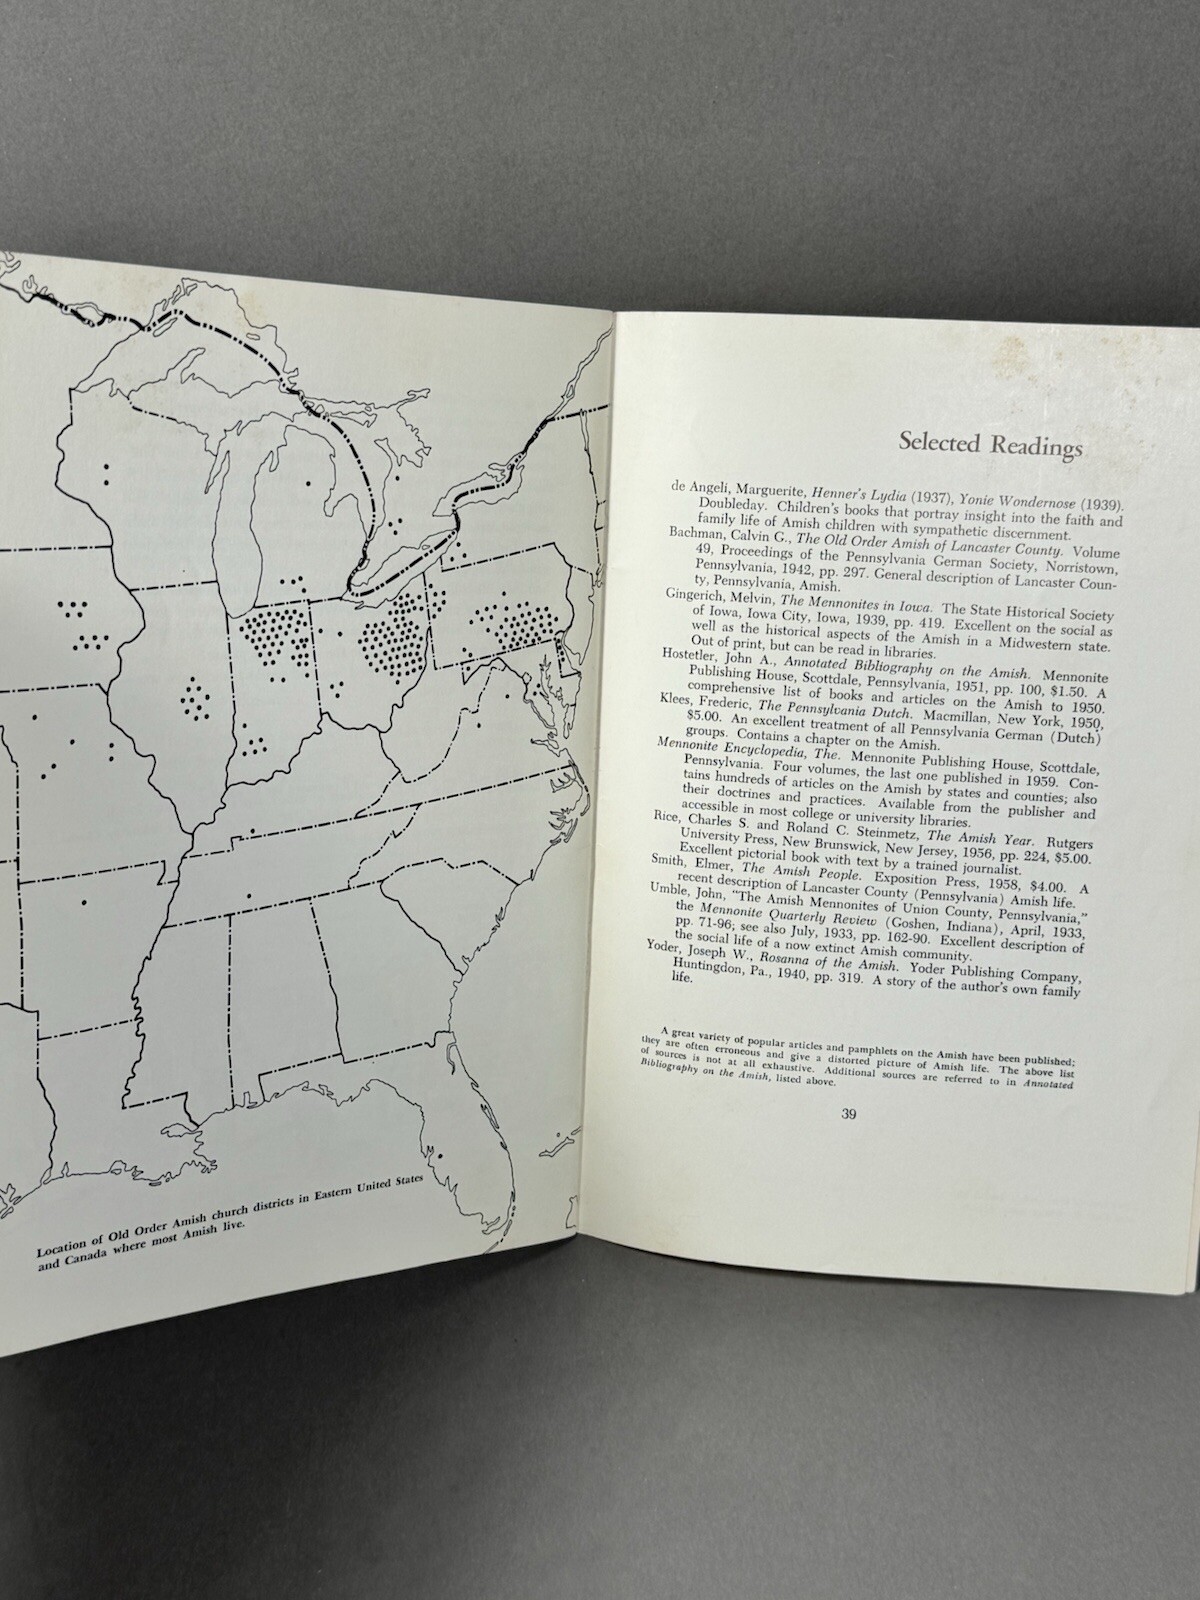 Location of Old Order Amish church districts in Eastern United States
and Canada where most Amish live.
Selected Readings
de Angeli, Marguerite, Henner's Lydia (1937), Yonie Wondernose (1939).
Doubleday. Children's books that portray insight into the faith and
family life of Amish children with sympathetic discernment.
Bachman, Calvin G., The Old Order Amish of Lancaster County. Volume
49, Proceedings of the Pennsylvania German Society, Norristown,
Pennsylvania, 1942, pp. 297. General description of Lancaster Coun-
ty, Pennsylvania, Amish.
Gingerich, Melvin, The Mennonites in Iowa. The State Historical Society
of Iowa, Iowa City, Iowa, 1939, pp. 419. Excellent on the social as
well as the historical aspects of the Amish in a Midwestern state.
Out of print, but can be read in libraries.
Hostetler, John A., Annotated Bibliography on the Amish. Mennonite
Publishing House, Scottdale, Pennsylvania, 1951, pp. 100, $1.50. A
comprehensive list of books and articles on the Amish to 1950.
Klees, Frederic, The Pennsylvania Dutch. Macmillan, New York, 1950,
$5.00. An excellent treatment of all Pennsylvania German (Dutch)
groups. Contains a chapter on the Amish.
Mennonite Encyclopedia, The. Mennonite Publishing House, Scottdale,
Pennsylvania. Four volumes, the last one published in 1959. Con-
tains hundreds of articles on the Amish by states and counties; also
their doctrines and practices. Available from the publisher and
accessible in most college or university libraries.
Rice, Charles S. and Roland C. Steinmetz, The Amish Year. Rutgers
University Press, New Brunswick, New Jersey, 1956, pp. 224, $5.00.
Excellent pictorial book with text by a trained journalist.
Smith, Elmer, The Amish People. Exposition Press, 1958, $4.00. A
recent description of Lancaster County (Pennsylvania) Amish life.
Umble, John, "The Amish Mennonites of Union County, Pennsylvania,"
the Mennonite Quarterly Review (Goshen, Indiana), April, 1933,
pp. 71-96; see also July, 1933, pp. 162-90. Excellent description of
the social life of a now extinct Amish community.
Yoder, Joseph W., Rosanna of the Amish. Yoder Publishing Company,
Huntingdon, Pa., 1940, pp. 319. A story of the author's own family
life.
A great variety of popular articles and pamphlets on the Amish have been published;
they are often erroneous and give a distorted picture of Amish life. The above list
of sources is not at all exhaustive. Additional sources are referred to in Annotated
Bibliography on the Amish, listed above.
39